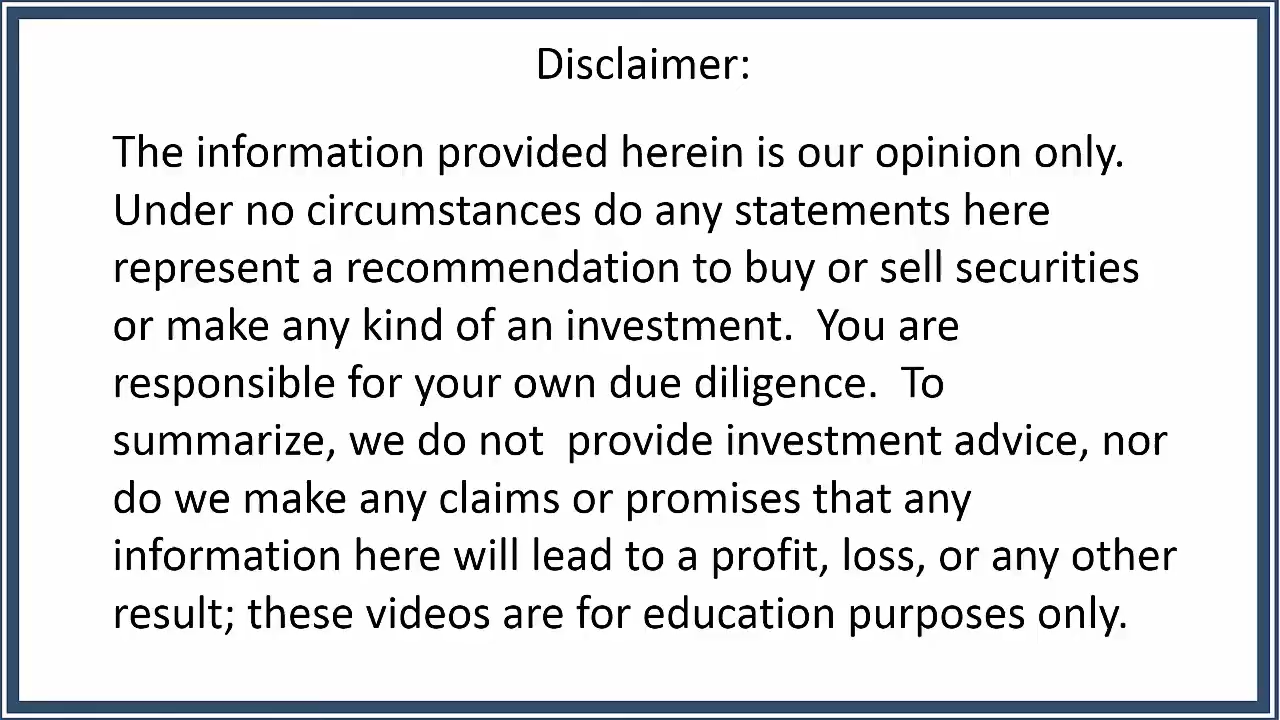 Disclaimer:
The information provided herein is our opinion only.
Under no circumstances do any statements here
represent a recommendation to buy or sell securities
or make any kind of an investment.  You are
responsible for your own due diligence.  To
summarize, we do not  provide investment advice, nor
do we make any claims or promises that any
information here will lead to a profit, loss, or any other
result; these videos are for education purposes only.